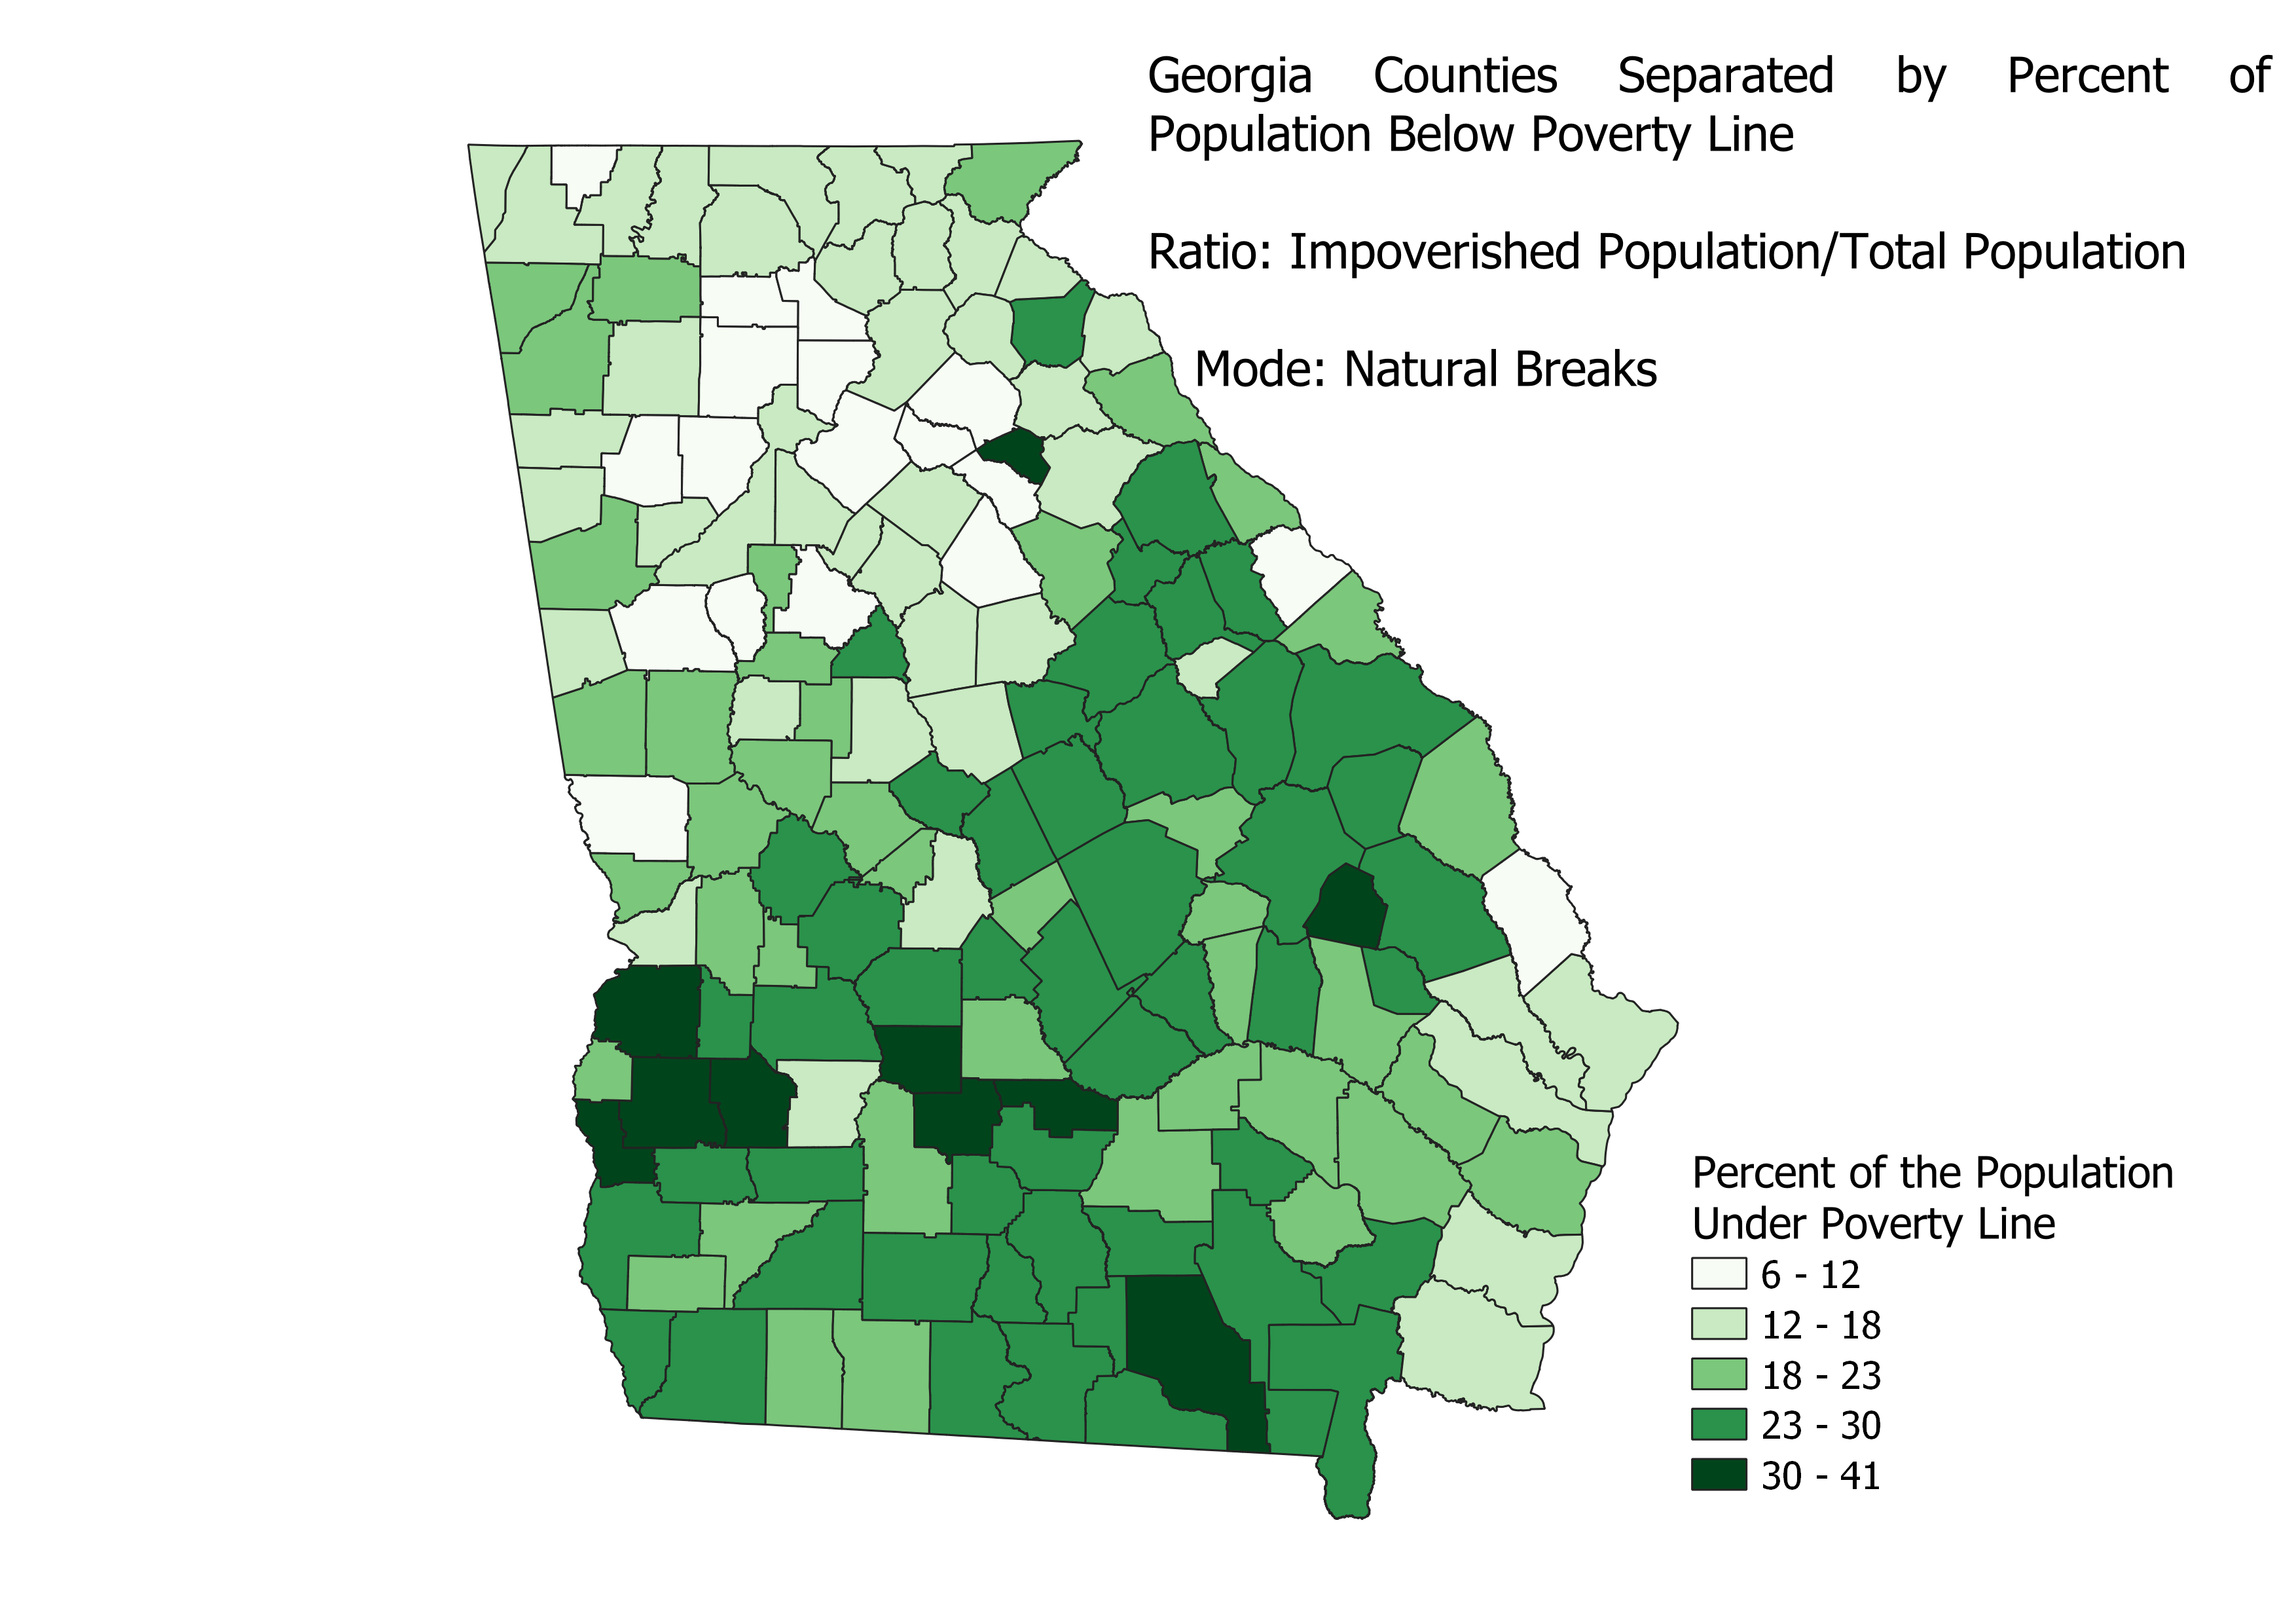 Georgia Counties Separated by Percent of
Population Below Poverty Line
Ratio: Impoverished Population/Total Population
Mode: Natural Breaks
Percent of the Population
Under Poverty Line
6 - 12
12 - 18
18 - 23
23 - 30
30 - 41